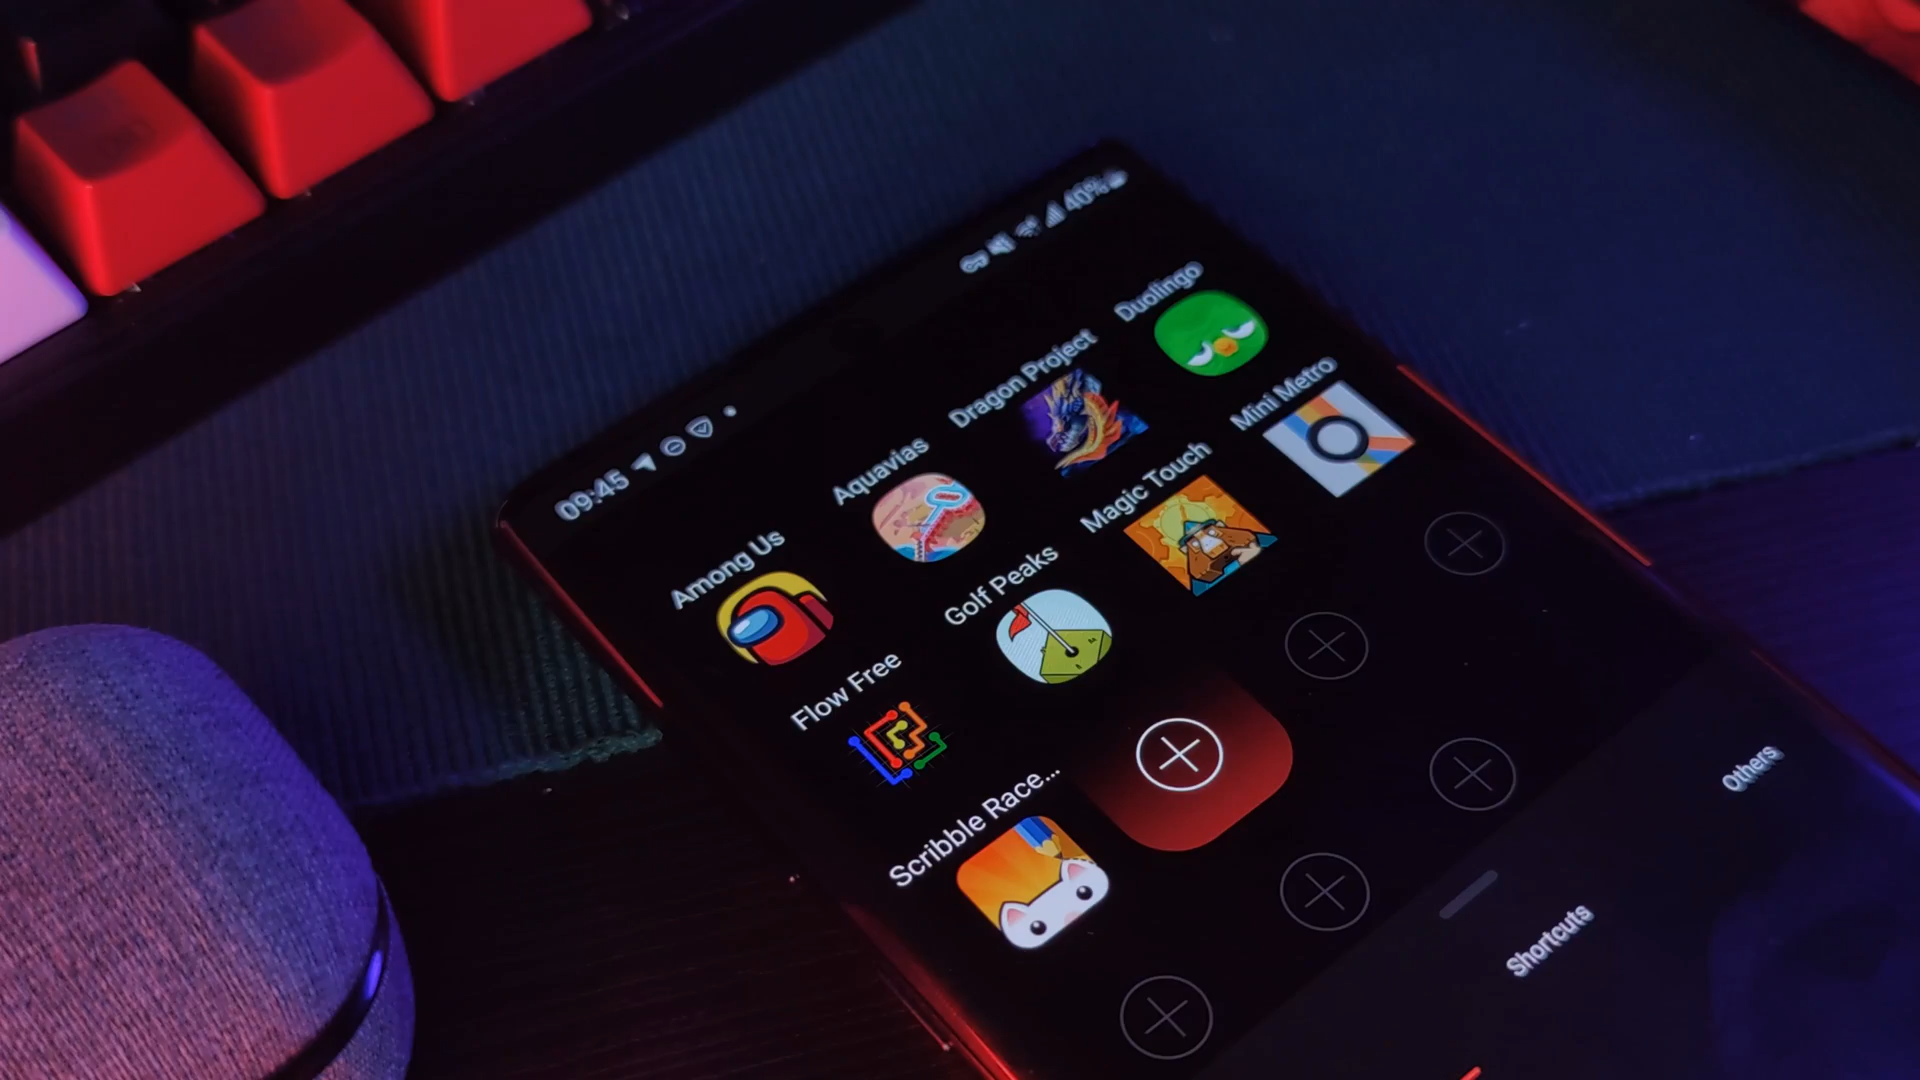 09:45
40%
Among Us
Aquavias
Dragon Project
Duolingo
Flow Free
Golf Peaks
Magic Touch
Mini Metro
Scribble Race...
Shortcuts
Others